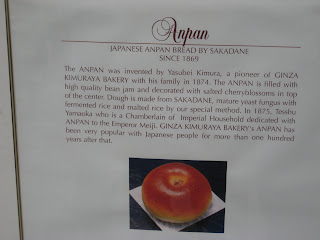 Anpan
JAPANESE ANPAN BREAD BY SAKADANE
SINCE 1869
The ANPAN was invented by Yasubei Kimura, a pioneer of GINZA
KIMURAYA BAKERY with his family in 1874. The ANPAN is filled with
high quality bean jam and decorated with salted cherryblossoms in top
of the center. Dough is made from SAKADANE, mature yeast fungus with
fermented rice and malted rice by our special method. In 1875, Tesshu
Yamaoka who is a Chamberlain of Imperial Household dedicated with
ANPAN to the Emperor Meiji. GINZA KIMURAYA BAKERY's ANPAN has
been very popular with Japanese people for more than one hundred
years after that.